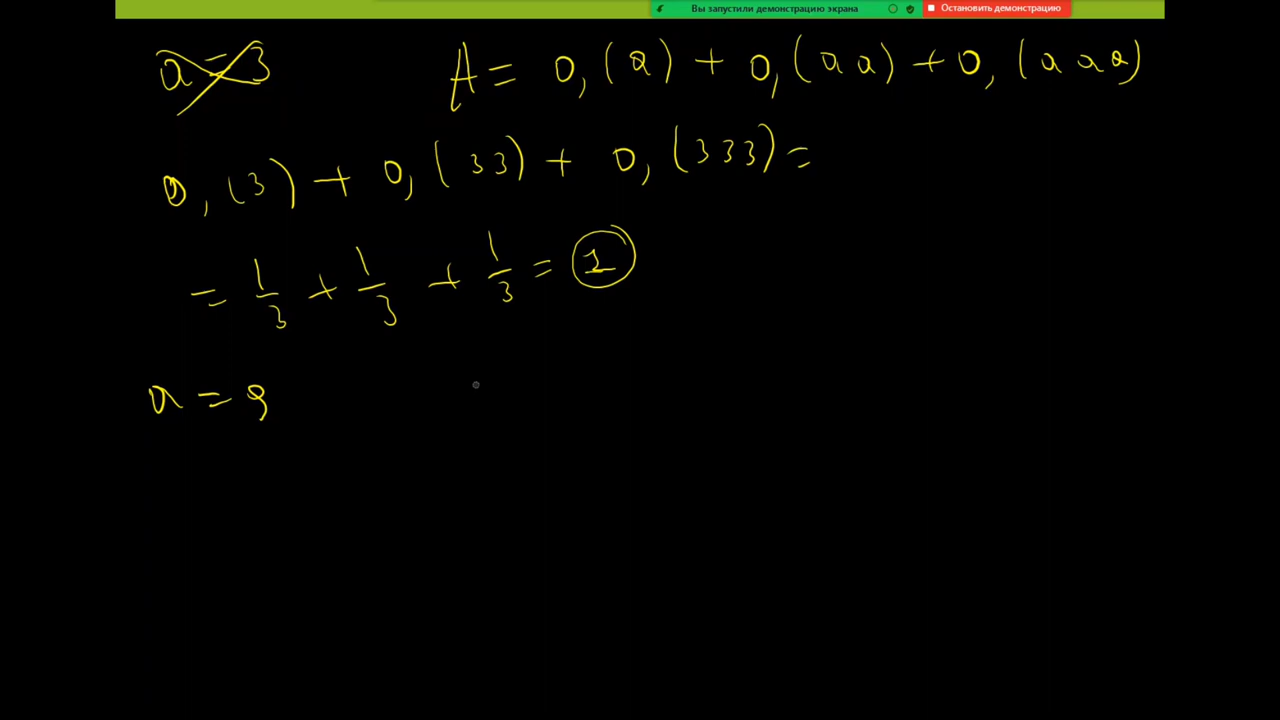 Вы запустили демонстрацию экрана Остановить демонстрацию
a = 3 A = 0,(a) + 0,(aa) + 0,(aaa)
0,(3) + 0,(33) + 0,(333) =
= 1/3 + 1/3 + 1/3 = 1
a = 9